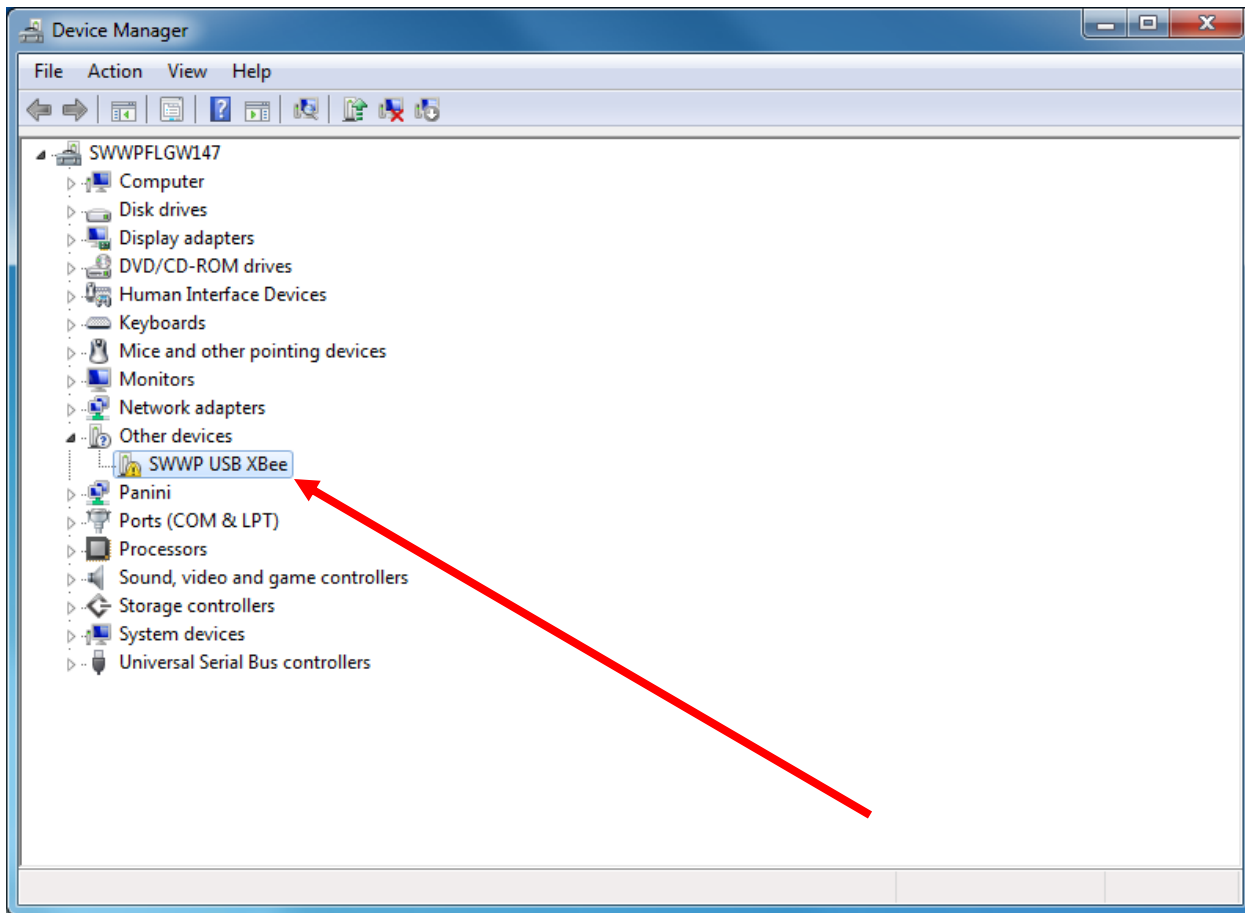 Device Manager
File Action View Help
SWWPFLGW147
Computer
Disk drives
Display adapters
DVD/CD-ROM drives
Human Interface Devices
Keyboards
Mice and other pointing devices
Monitors
Network adapters
Other devices
SWWP USB XBee
Panini
Ports (COM & LPT)
Processors
Sound, video and game controllers
Storage controllers
System devices
Universal Serial Bus controllers